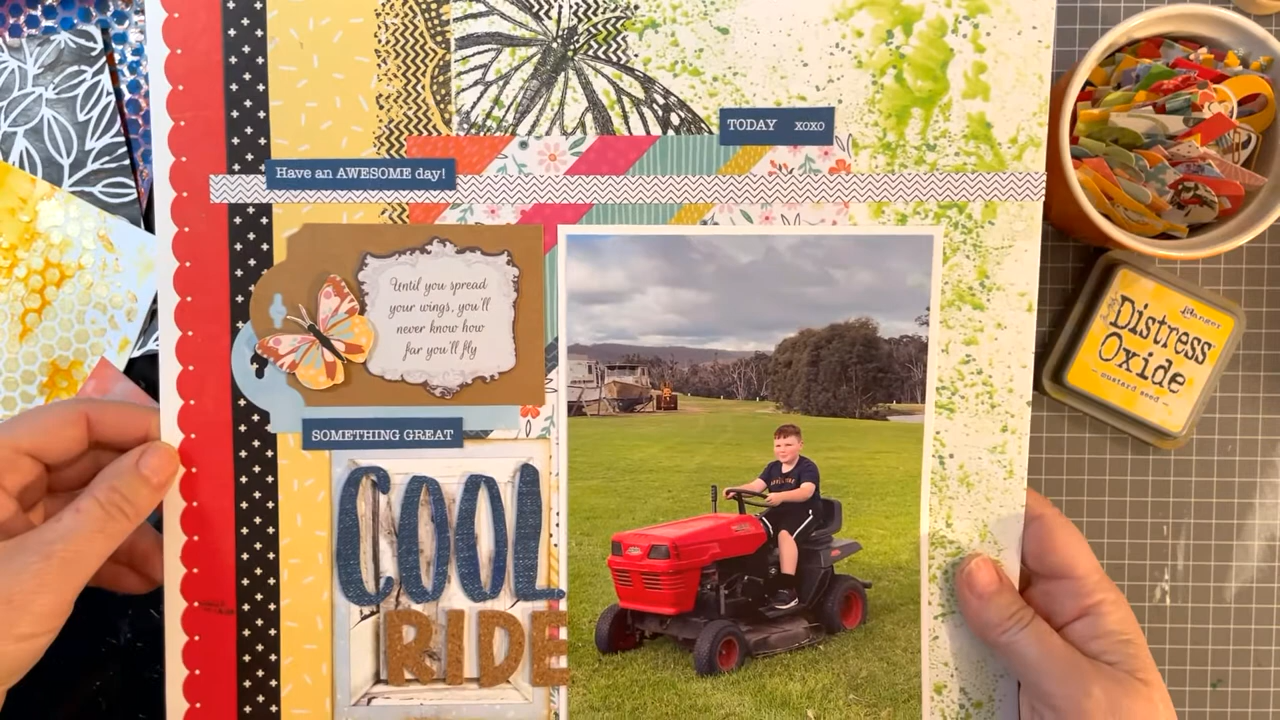 TODAY xoxo
Have an AWESOME day!
Until you spread
your wings, you'll
never know how
far you'll fly
SOMETHING GREAT
COOL
RIDE
Ranger
Distress
Oxide
- custard seed -